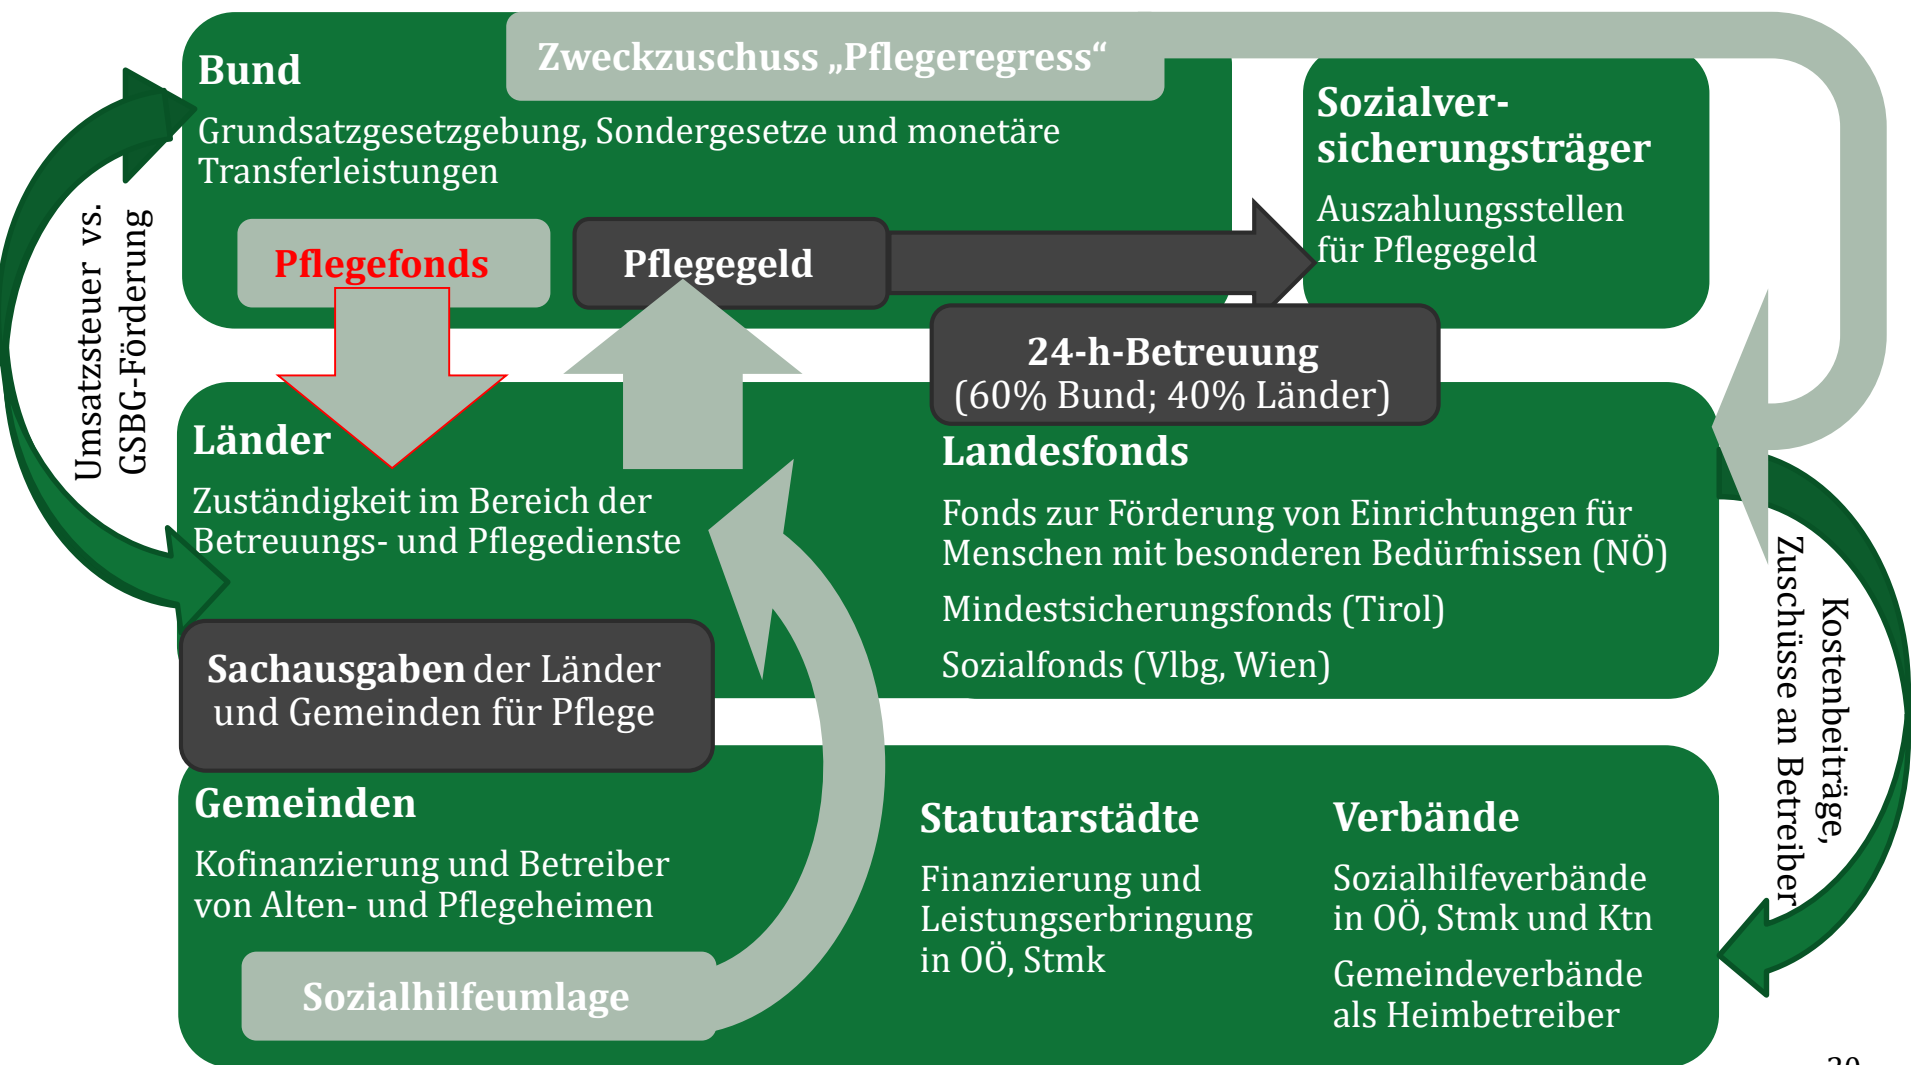 Zweckzuschuss „Pflegeregress“
Bund
Grundsatzgesetzgebung, Sondergesetze und monetäre
Transferleistungen
Pflegefonds
Pflegegeld
Sozialver-
sicherungsträger
Auszahlungsstellen
für Pflegegeld
Umsatzsteuer vs.
GSBG-Förderung
24-h-Betreuung
(60% Bund; 40% Länder)
Länder
Zuständigkeit im Bereich der
Betreuungs- und Pflegedienste
Landesfonds
Fonds zur Förderung von Einrichtungen für
Menschen mit besonderen Bedürfnissen (NÖ)
Mindestsicherungsfonds (Tirol)
Sozialfonds (Vlbg, Wien)
Kostenbeiträge,
Zuschüsse an Betreiber
Sachausgaben der Länder
und Gemeinden für Pflege
Gemeinden
Kofinanzierung und Betreiber
von Alten- und Pflegeheimen
Sozialhilfeumlage
Statutarstädte
Finanzierung und
Leistungserbringung
in OÖ, Stmk
Verbände
Sozialhilfeverbände
in OÖ, Stmk und Ktn
Gemeindeverbände
als Heimbetreiber